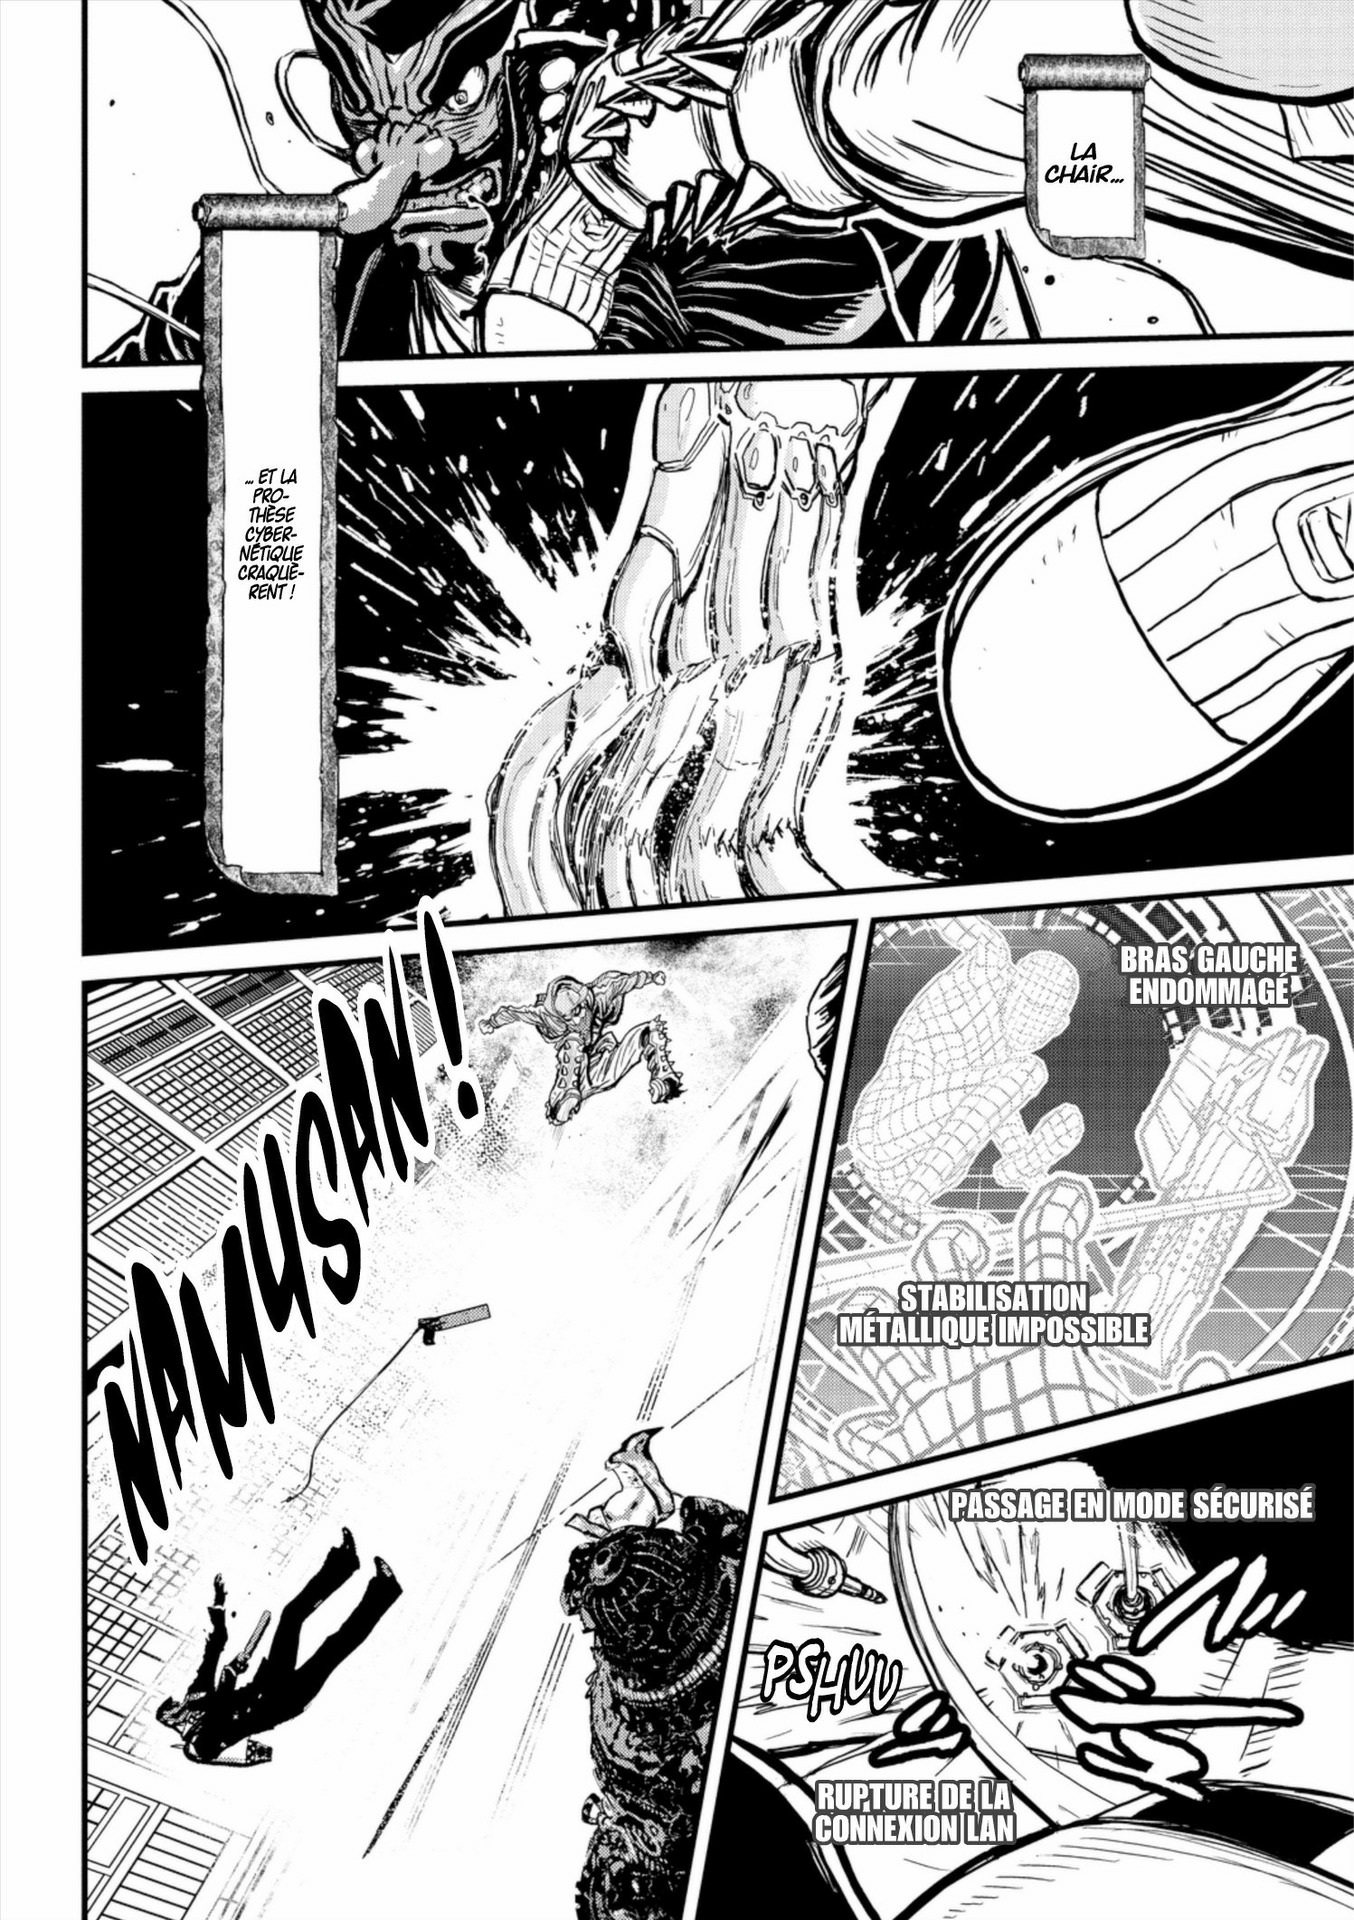 LA
CHAIR...
... ET LA
PRO-
THÈSE
CYBER-
NÉTIQUE
CRAQUÈ-
RENT !
BRAS GAUCHE
ENDOMMAGÉ
STABILISATION
MÉTALLIQUE IMPOSSIBLE
NAMUSAN !
PASSAGE EN MODE SÉCURISÉ
PSHUU
RUPTURE DE LA
CONNEXION LAN